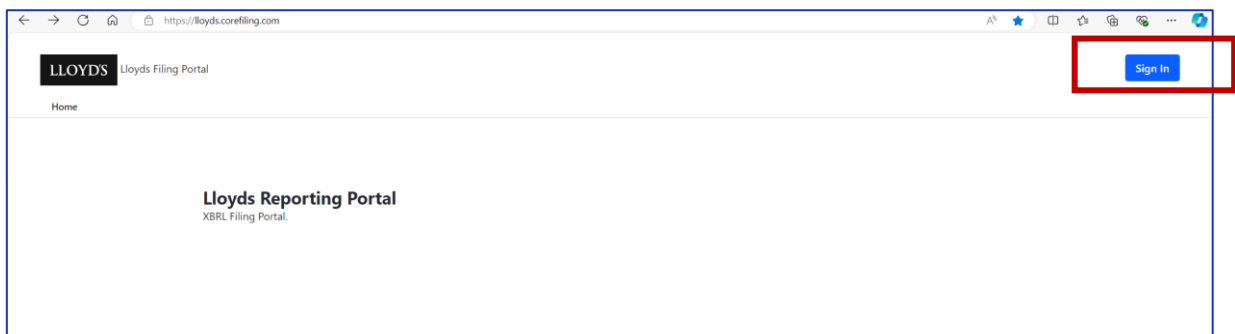 https://lloyds.corefiling.com
LLOYD'S Lloyds Filing Portal
Sign In
Home
Lloyds Reporting Portal
XBRL Filing Portal.